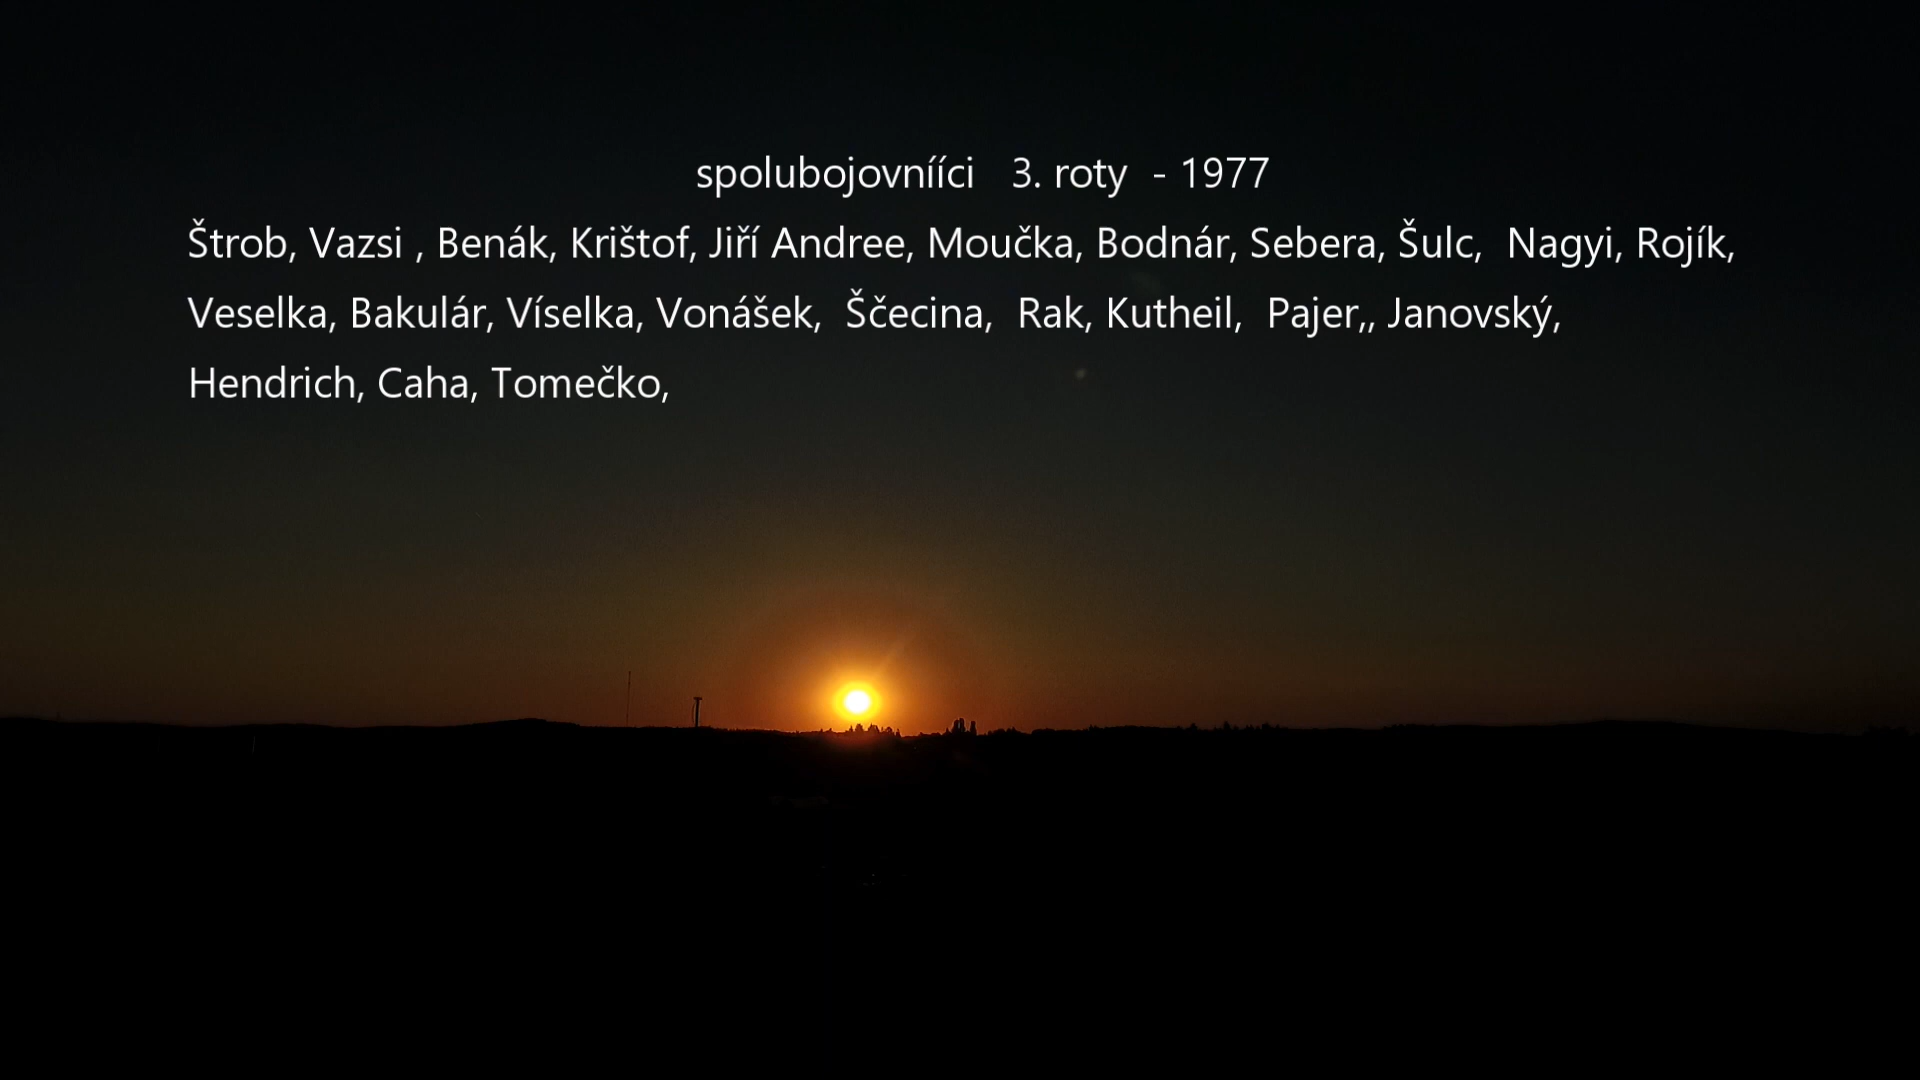 spolubojovnííci   3. roty  - 1977
Štrob, Vazsi , Benák, Krištof, Jiří Andree, Moučka, Bodnár, Sebera, Šulc,  Nagyi, Rojík,
Veselka, Bakulár, Víselka, Vonášek,  Ščecina,  Rak, Kutheil,  Pajer,, Janovský,
Hendrich, Caha, Tomečko,